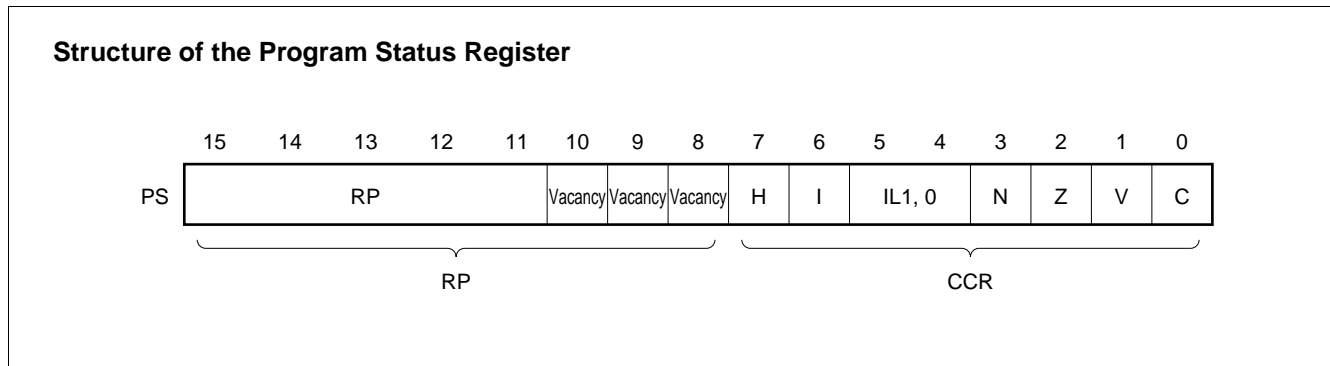 Structure of the Program Status Register
15 14 13 12 11 10 9 8 7 6 5 4 3 2 1 0
PS RP Vacancy Vacancy Vacancy H I IL1, 0 N Z V C
RP CCR